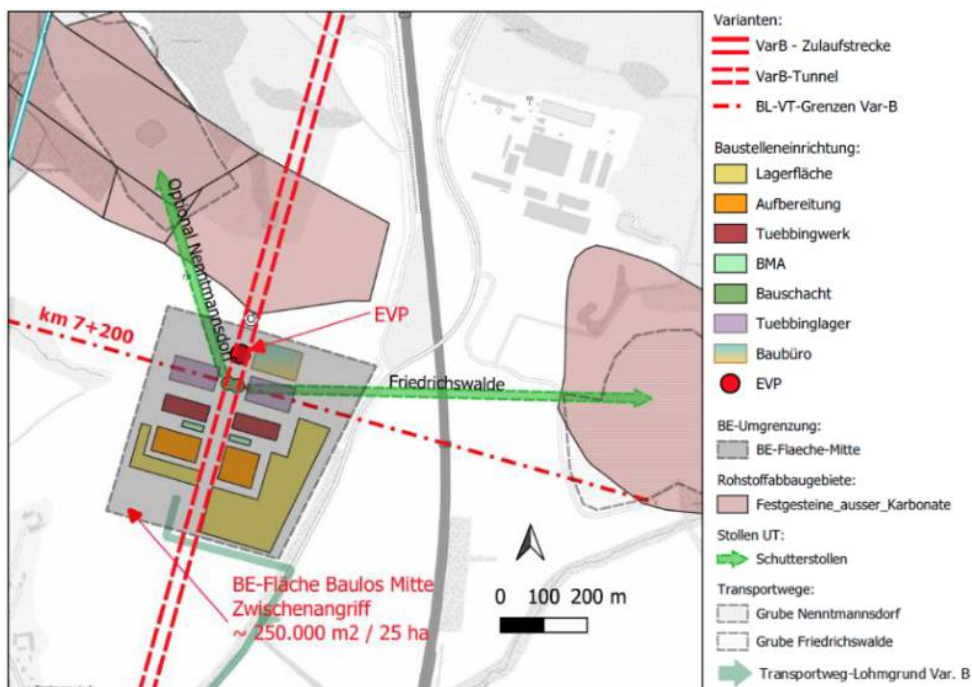 Optional Nenntmannsdorf
km 7+200
EVP
Friedrichswalde
BE-Fläche Baulos Mitte
Zwischenangriff
~ 250.000 m2 / 25 ha
0 100 200 m
Varianten:
VarB - Zulaufstrecke
VarB-Tunnel
BL-VT-Grenzen Var-B
Baustelleneinrichtung:
Lagerfläche
Aufbereitung
Tuebbingwerk
BMA
Bauschacht
Tuebbinglager
Baubüro
EVP
BE-Umgrenzung:
BE-Flaeche-Mitte
Rohstoffabbaugebiete:
Festgesteine_ausser_Karbonate
Stollen UT:
Schutterstollen
Transportwege:
Grube Nenntmannsdorf
Grube Friedrichswalde
Transportweg-Lohmgrund Var. B